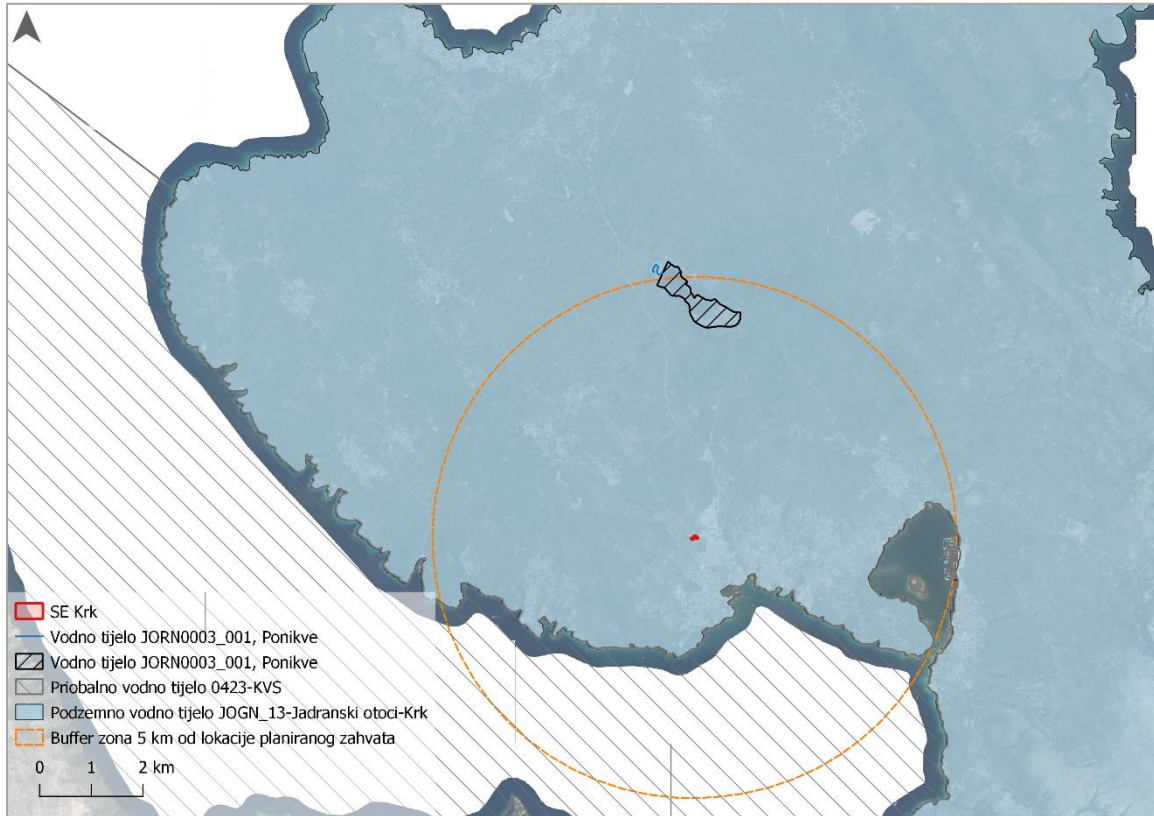 SE Krk
Vodno tijelo JORN0003_001, Ponikve
Vodno tijelo JORN0003_001, Ponikve
Priobalno vodno tijelo 0423-KVS
Podzemno vodno tijelo JOGN_13-Jadranski otoci-Krk
Buffer zona 5 km od lokacije planiranog zahvata
0 1 2 km